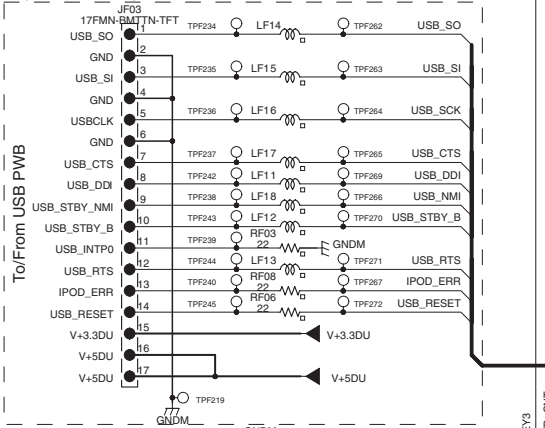 JF03
17FMN-BMTTN-TFT
To/From USB PWB
USB_SO 1 TPF234 LF14 TPF262 USB_SO
GND 2
USB_SI 3 TPF235 LF15 TPF263 USB_SI
GND 4
USBCLK 5 TPF236 LF16 TPF264 USB_SCK
GND 6
USB_CTS 7 TPF237 LF17 TPF265 USB_CTS
USB_DDI 8 TPF242 LF11 TPF269 USB_DDI
USB_STBY_NMI 9 TPF238 LF18 TPF266 USB_NMI
USB_STBY_B 10 TPF243 LF12 TPF270 USB_STBY_B
USB_INTP0 11 TPF239 RF03 22 GNDM
USB_RTS 12 TPF244 LF13 TPF271 USB_RTS
IPOD_ERR 13 TPF240 RF08 22 TPF267 IPOD_ERR
USB_RESET 14 TPF245 RF06 22 TPF272 USB_RESET
V+3.3DU 15 V+3.3DU
V+5DU 16
V+5DU 17 V+5DU
TPF219
GNDM